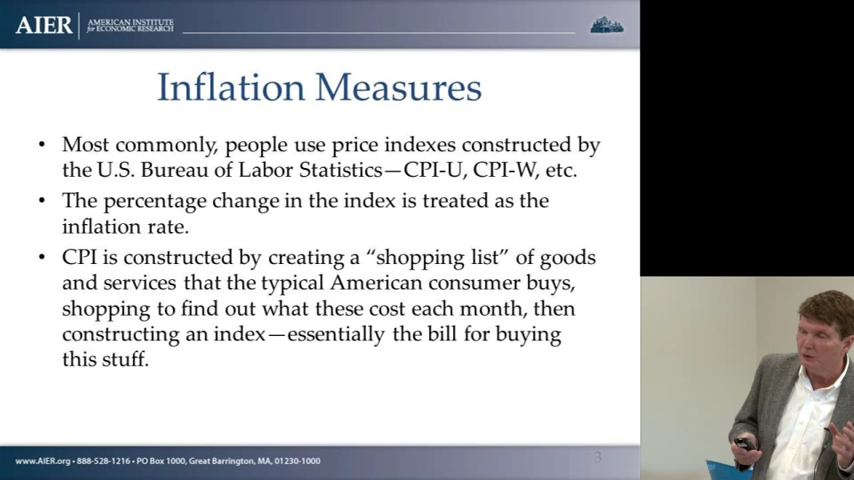 AIER
AMERICAN INSTITUTE
for ECONOMIC RESEARCH
Inflation Measures
• Most commonly, people use price indexes constructed by
the U.S. Bureau of Labor Statistics—CPI-U, CPI-W, etc.
• The percentage change in the index is treated as the
inflation rate.
• CPI is constructed by creating a “shopping list” of goods
and services that the typical American consumer buys,
shopping to find out what these cost each month, then
constructing an index—essentially the bill for buying
this stuff.
www.AIER.org • 888-528-1216 • PO Box 1000, Great Barrington, MA, 01230-1000
3